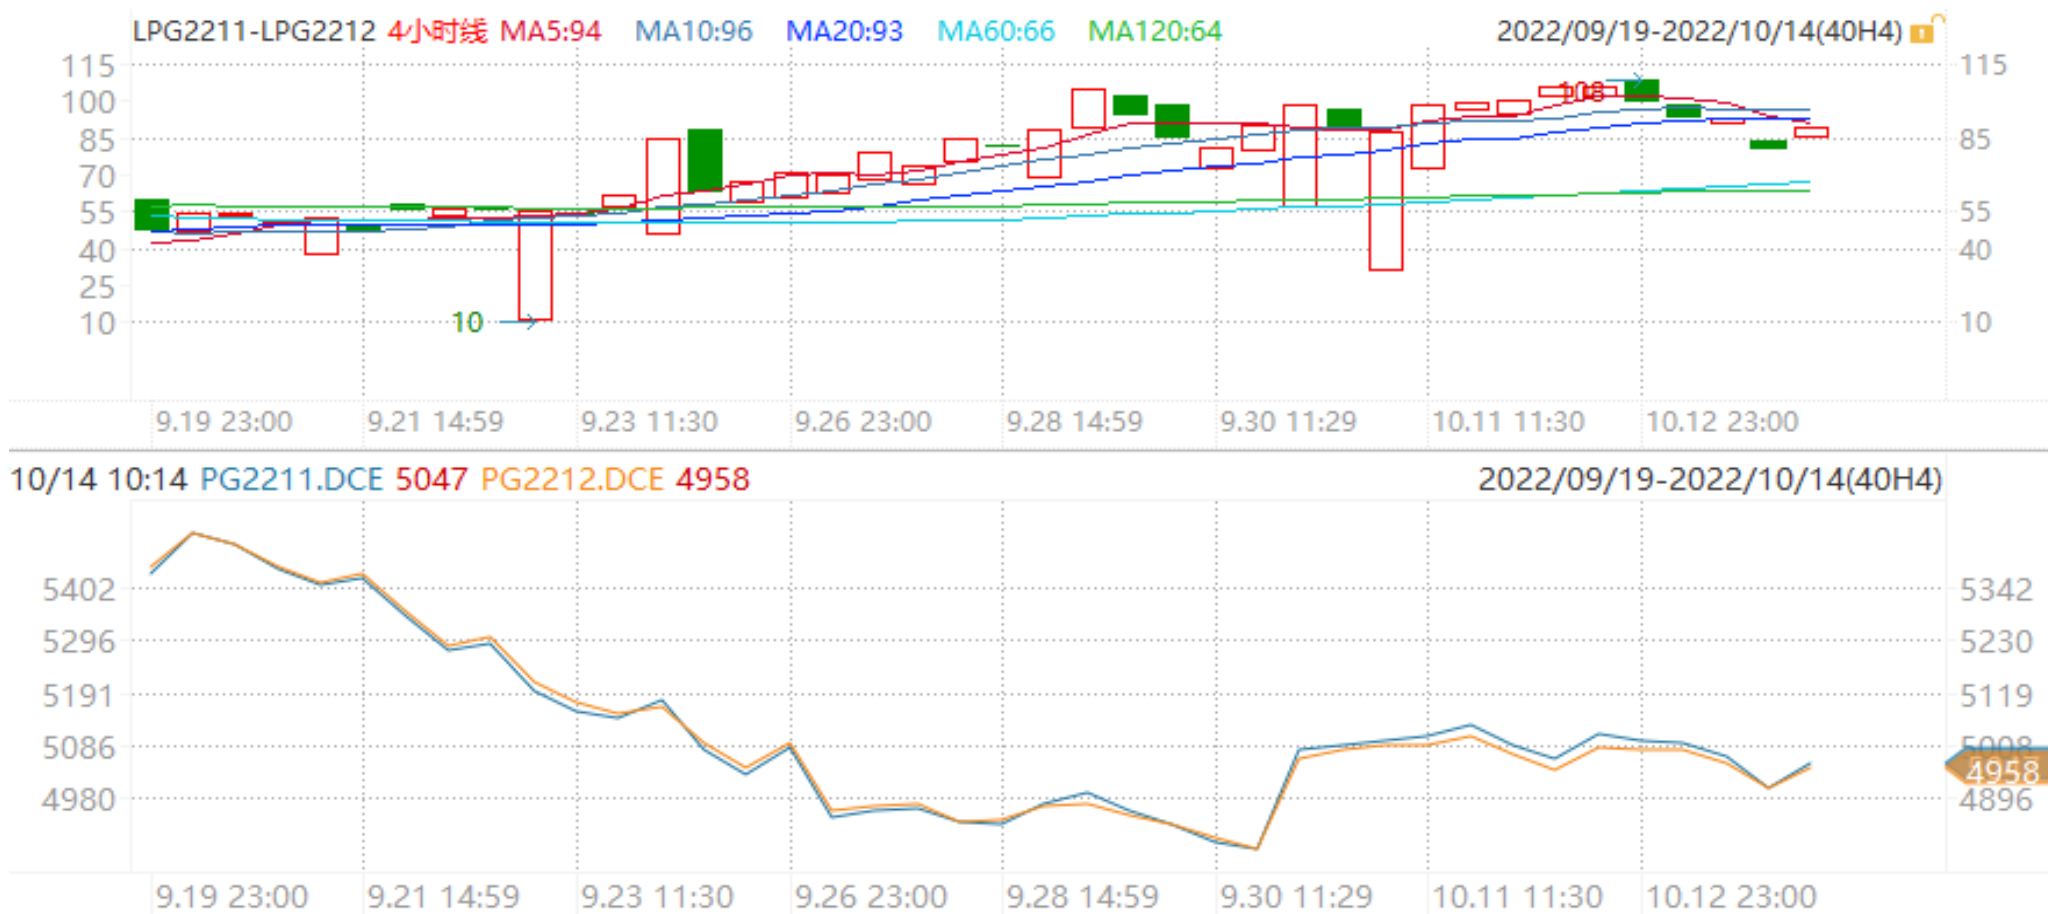 LPG2211-LPG2212 4小时线 MA5:94 MA10:96 MA20:93 MA60:66 MA120:64 2022/09/19-2022/10/14(40H4)
115 115
100 108
85 85
70
55 55
40 40
25
10 10 10
9.19 23:00 9.21 14:59 9.23 11:30 9.26 23:00 9.28 14:59 9.30 11:29 10.11 11:30 10.12 23:00
10/14 10:14 PG2211.DCE 5047 PG2212.DCE 4958 2022/09/19-2022/10/14(40H4)
5402 5342
5296 5230
5191 5119
5086 5008
4958
4980 4896
9.19 23:00 9.21 14:59 9.23 11:30 9.26 23:00 9.28 14:59 9.30 11:29 10.11 11:30 10.12 23:00